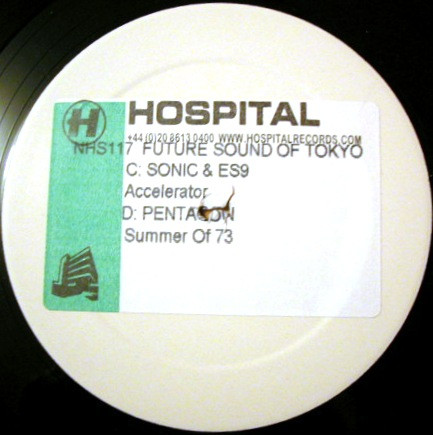 H HOSPITAL
+44(0)20 8613 0400 WWW.HOSPITALRECORDS.COM
NHS117 FUTURE SOUND OF TOKYO
C: SONIC & ES9
Accelerator
D: PENTAGON
Summer Of 73